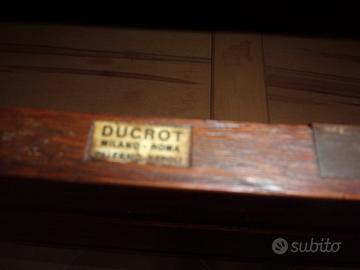 DUCROT
MILANO - ROMA
PALERMO - NAPOLI
subito